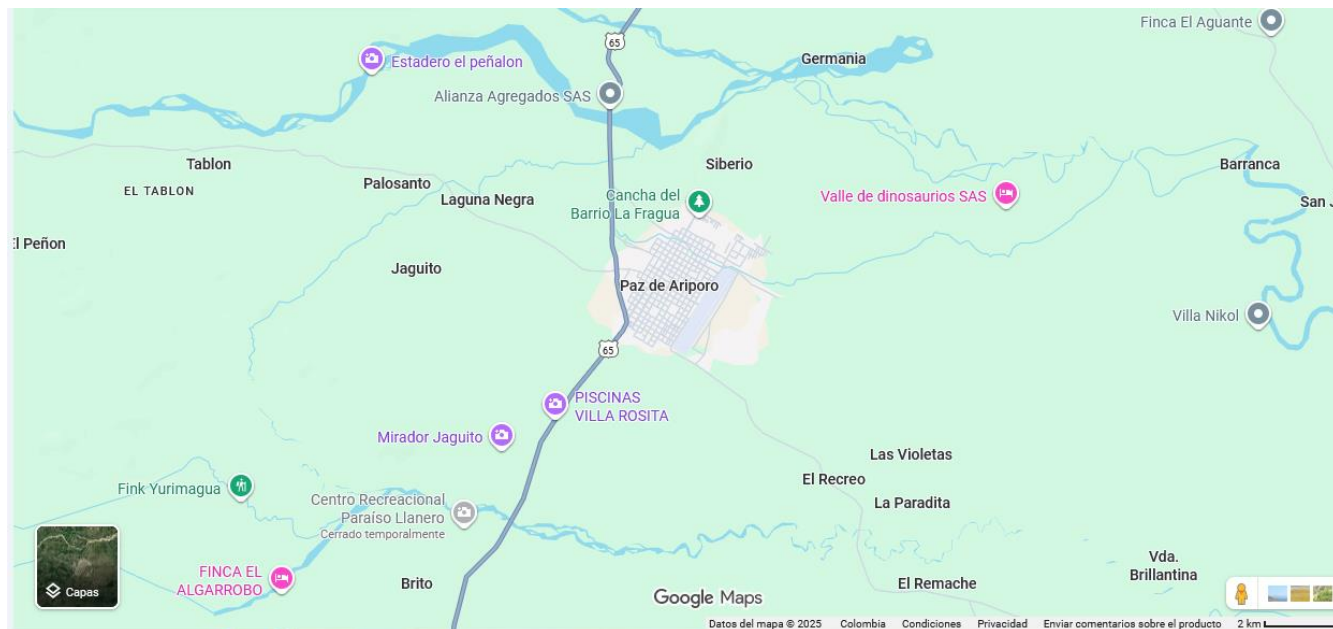 Finca El Aguante
65
Germania
Estadero el peñalon
Alianza Agregados SAS
Tablon
Siberio
Barranca
EL TABLON
Palosanto
Laguna Negra
Cancha del
Barrio La Fragua
Valle de dinosaurios SAS
San J
El Peñon
Jaguito
Paz de Ariporo
Villa Nikol
65
PISCINAS
VILLA ROSITA
Mirador Jaguito
Las Violetas
El Recreo
Fink Yurimagua
La Paradita
Centro Recreacional
Paraíso Llanero
Cerrado temporalmente
Vda.
Brillantina
FINCA EL
ALGARROBO
Brito
El Remache
Capas
Google Maps
Datos del mapa © 2025 Colombia Condiciones Privacidad Enviar comentarios sobre el producto 2 km